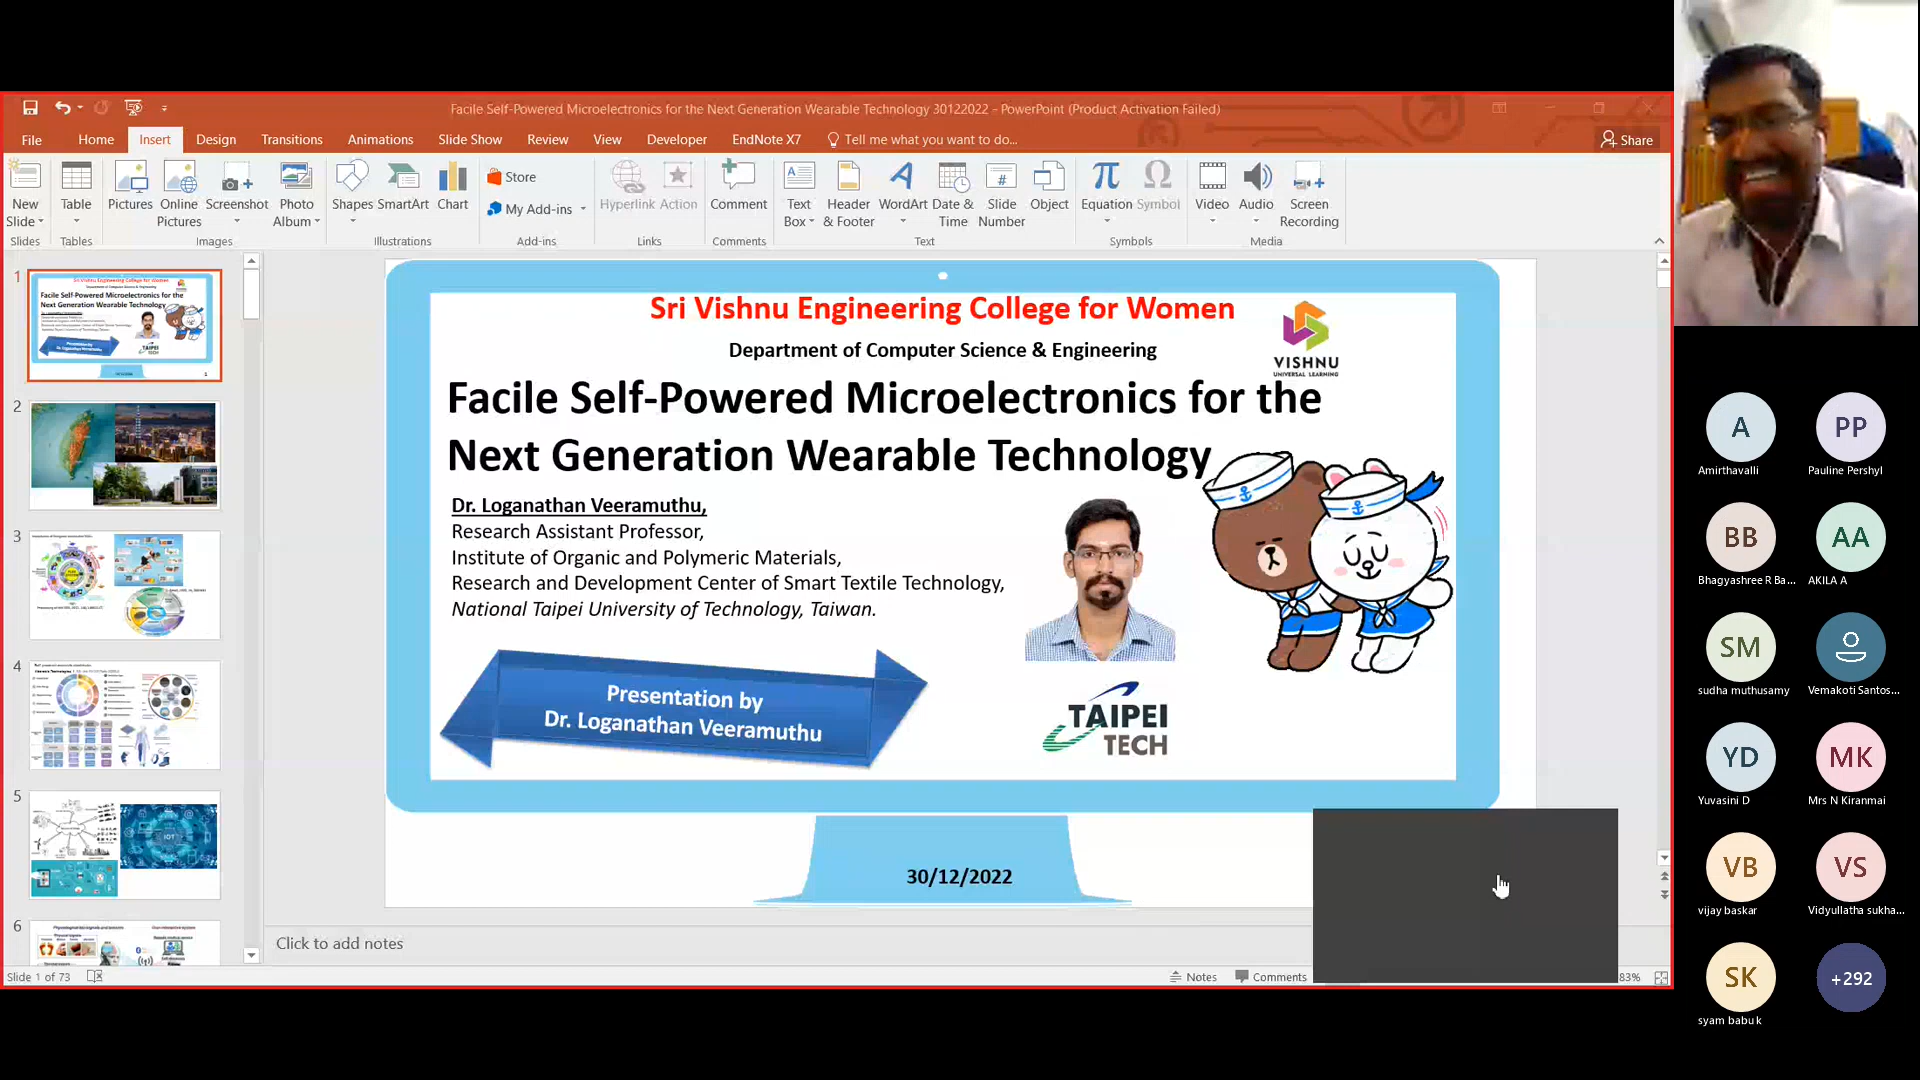 Facile Self-Powered Microelectronics for the Next Generation Wearable Technology 30122022 - PowerPoint (Product Activation Failed)
File Home Insert Design Transitions Animations Slide Show Review View Developer EndNote X7 Tell me what you want to do... Share
New Slide
Table
Pictures
Online Pictures
Screenshot
Photo Album
Shapes
SmartArt
Chart
Store
My Add-ins
Hyperlink
Action
Comment
Text Box
Header & Footer
WordArt
Date & Time
Slide Number
Object
Equation
Symbol
Video
Audio
Screen Recording
Slides Tables Images Illustrations Add-ins Links Comments Text Symbols Media
1
2
3
4
5
6
Sri Vishnu Engineering College for Women
Department of Computer Science & Engineering
VISHNU
UNIVERSAL LEARNING
Facile Self-Powered Microelectronics for the
Next Generation Wearable Technology
Dr. Loganathan Veeramuthu,
Research Assistant Professor,
Institute of Organic and Polymeric Materials,
Research and Development Center of Smart Textile Technology,
National Taipei University of Technology, Taiwan.
Presentation by
Dr. Loganathan Veeramuthu
TAIPEI
TECH
30/12/2022
Click to add notes
Slide 1 of 73
Notes
Comments
83%
A
Amirthavalli
PP
Pauline Pershyl
BB
Bhagyashree R Ba...
AA
AKILA A
SM
sudha muthusamy
Vemakoti Santos...
YD
Yuvasini D
MK
Mrs N Kiranmai
VB
vijay baskar
VS
Vidyullatha sukha...
SK
syam babu k
+292